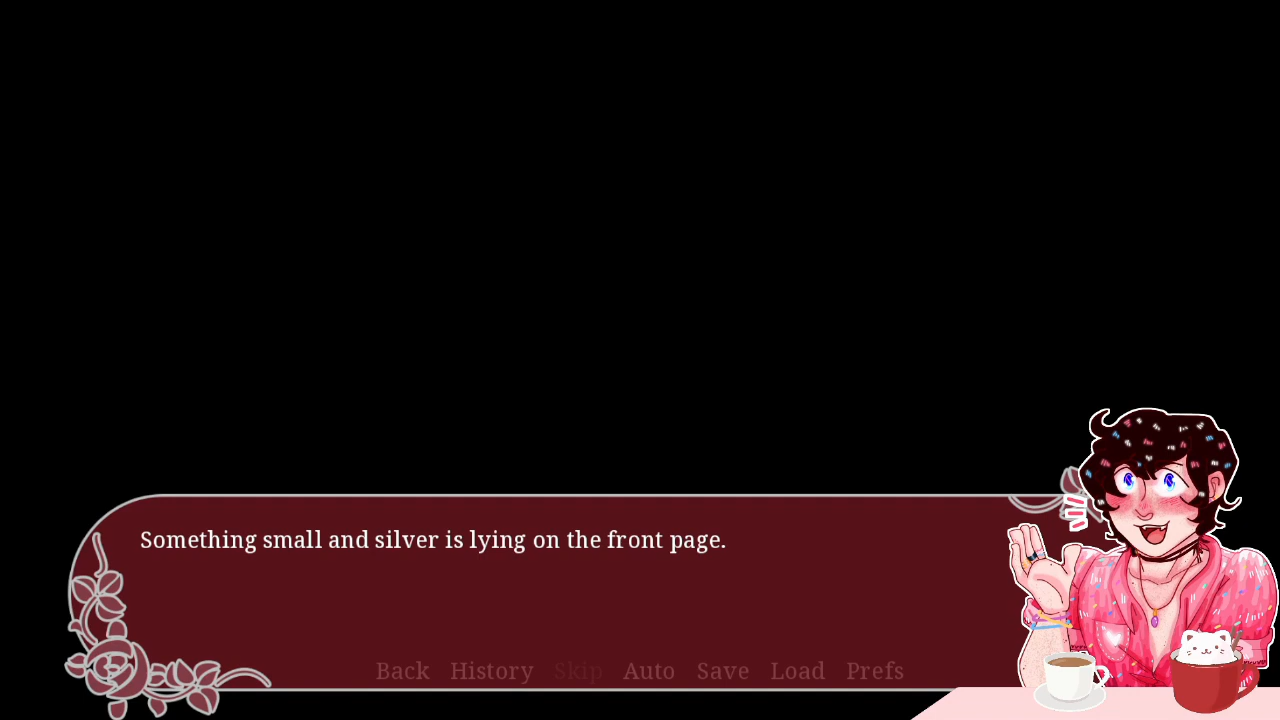 Something small and silver is lying on the front page.
Back History Skip Auto Save Load Prefs